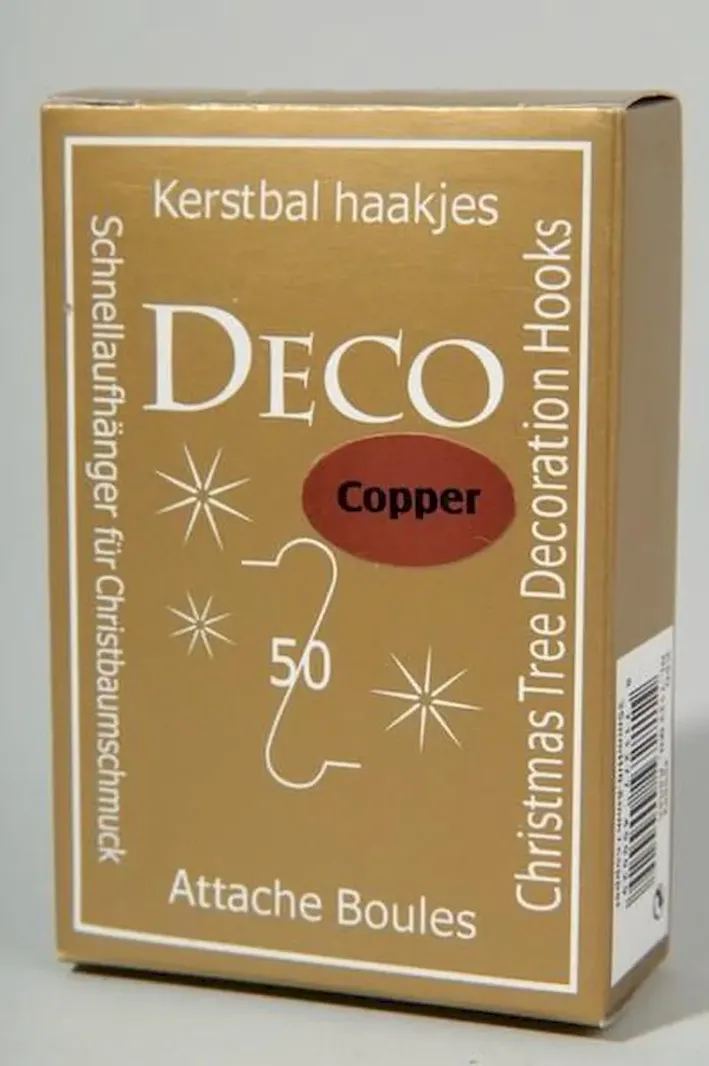 Kerstbal haakjes
Schnellaufhänger für Christbaumschmuck
Christmas Tree Decoration Hooks
DECO
Copper
50
Attache Boules